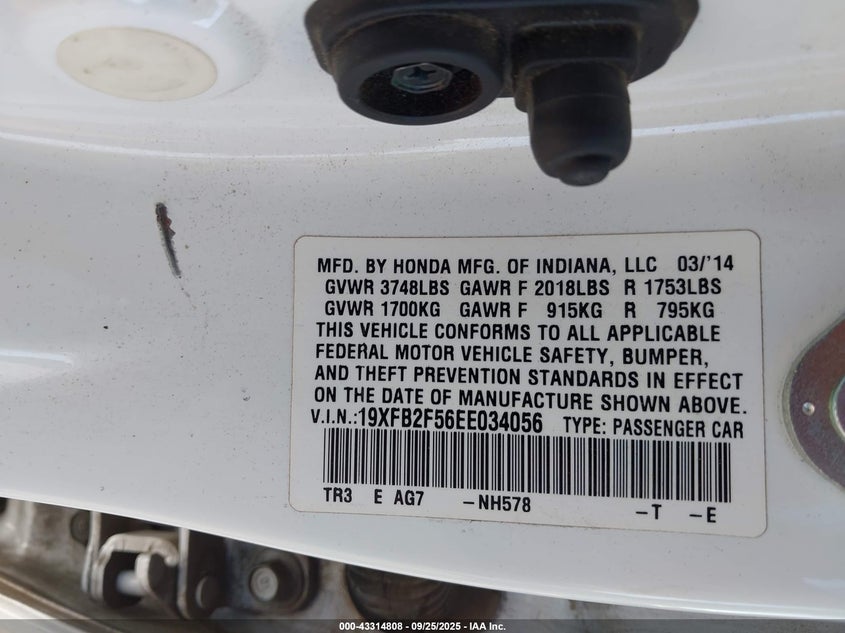 MFD. BY HONDA MFG. OF INDIANA, LLC 03/'14
GVWR 3748LBS GAWR F 2018LBS R 1753LBS
GVWR 1700KG GAWR F 915KG R 795KG
THIS VEHICLE CONFORMS TO ALL APPLICABLE
FEDERAL MOTOR VEHICLE SAFETY, BUMPER,
AND THEFT PREVENTION STANDARDS IN EFFECT
ON THE DATE OF MANUFACTURE SHOWN ABOVE.
V.I.N.:19XFB2F56EE034056 TYPE: PASSENGER CAR
TR3 E AG7 -NH578 -T -E
000-43314808 - 09/25/2025 - IAA Inc.